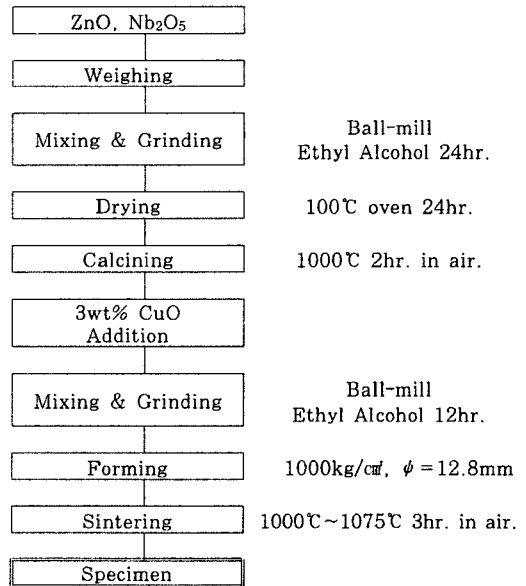 ZnO, Nb₂O₅
Weighing
Mixing & Grinding
Ball-mill
Ethyl Alcohol 24hr.
Drying
100℃ oven 24hr.
Calcining
1000℃ 2hr. in air.
3wt% CuO
Addition
Mixing & Grinding
Ball-mill
Ethyl Alcohol 12hr.
Forming
1000kg/㎠, ψ=12.8mm
Sintering
1000℃~1075℃ 3hr. in air.
Specimen